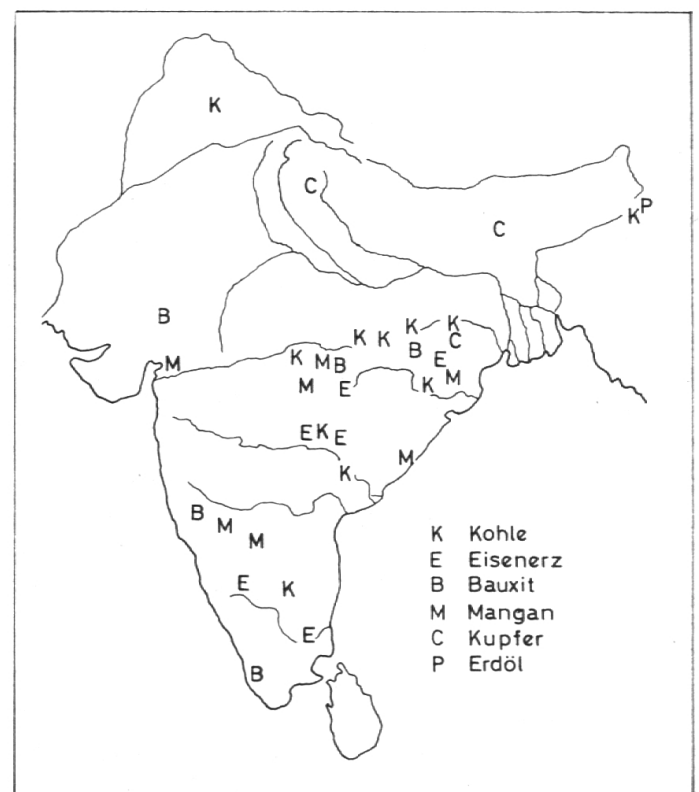 K
C
K P
C
B
K K K K
C
K M B B E
M
M E K M
E K E
M
K
B M
M
E K
E
B
K Kohle
E Eisenerz
B Bauxit
M Mangan
C Kupfer
P Erdöl